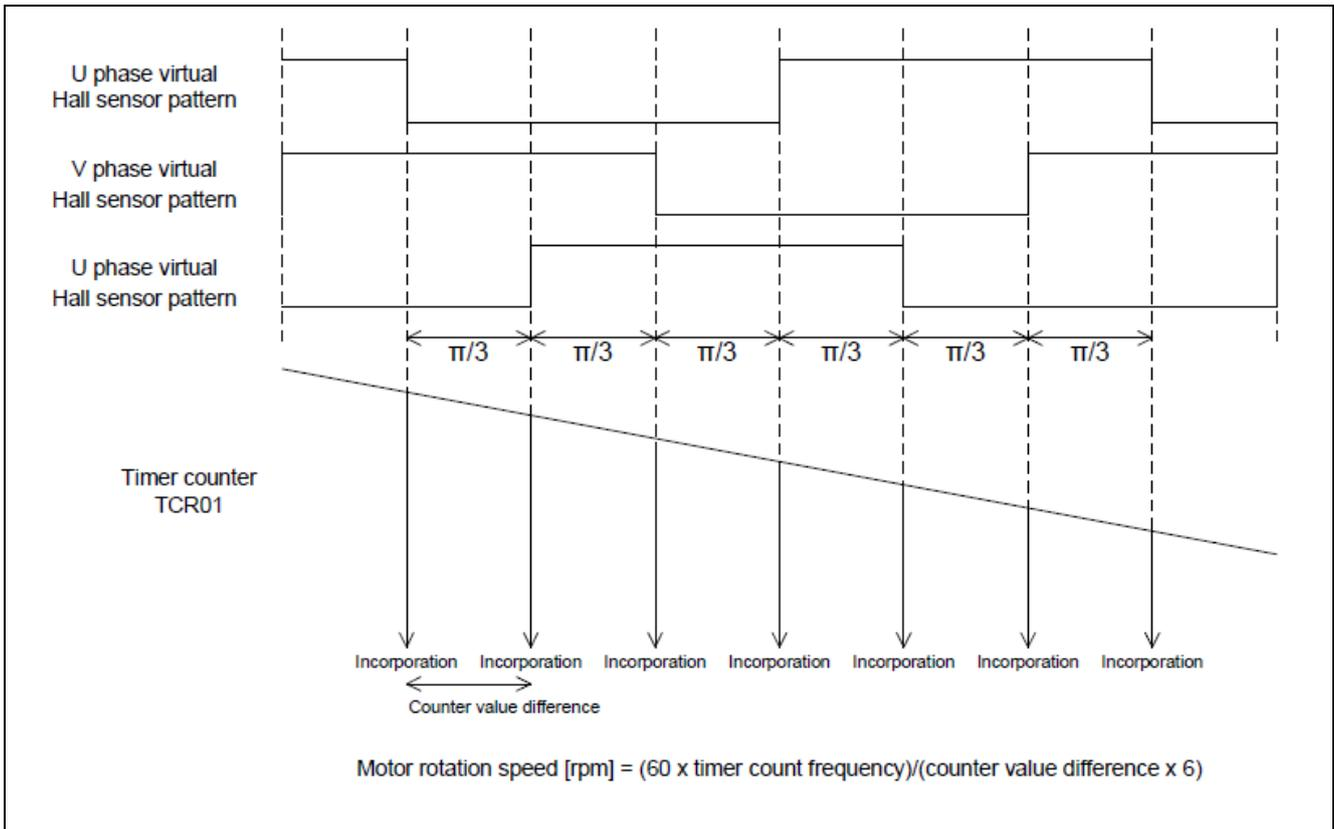 U phase virtual
Hall sensor pattern
V phase virtual
Hall sensor pattern
U phase virtual
Hall sensor pattern
π/3 π/3 π/3 π/3 π/3 π/3
Timer counter
TCR01
Incorporation Incorporation Incorporation Incorporation Incorporation Incorporation Incorporation
Counter value difference
Motor rotation speed [rpm] = (60 x timer count frequency)/(counter value difference x 6)